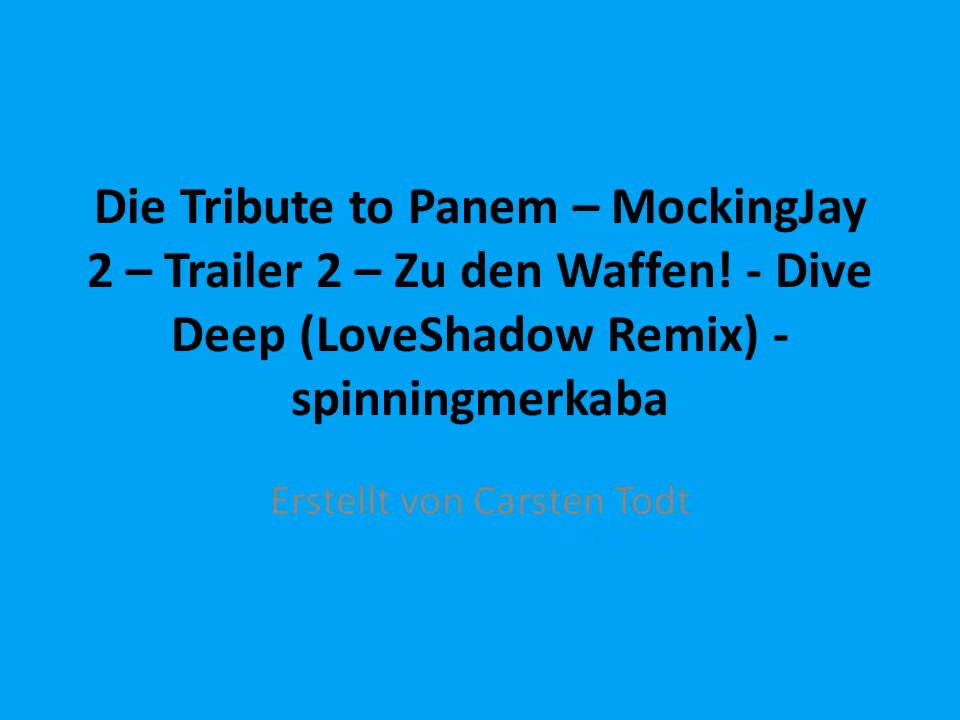 Die Tribute to Panem – MockingJay
2 – Trailer 2 – Zu den Waffen! - Dive
Deep (LoveShadow Remix) -
spinningmerkaba
Erstellt von Carsten Todt